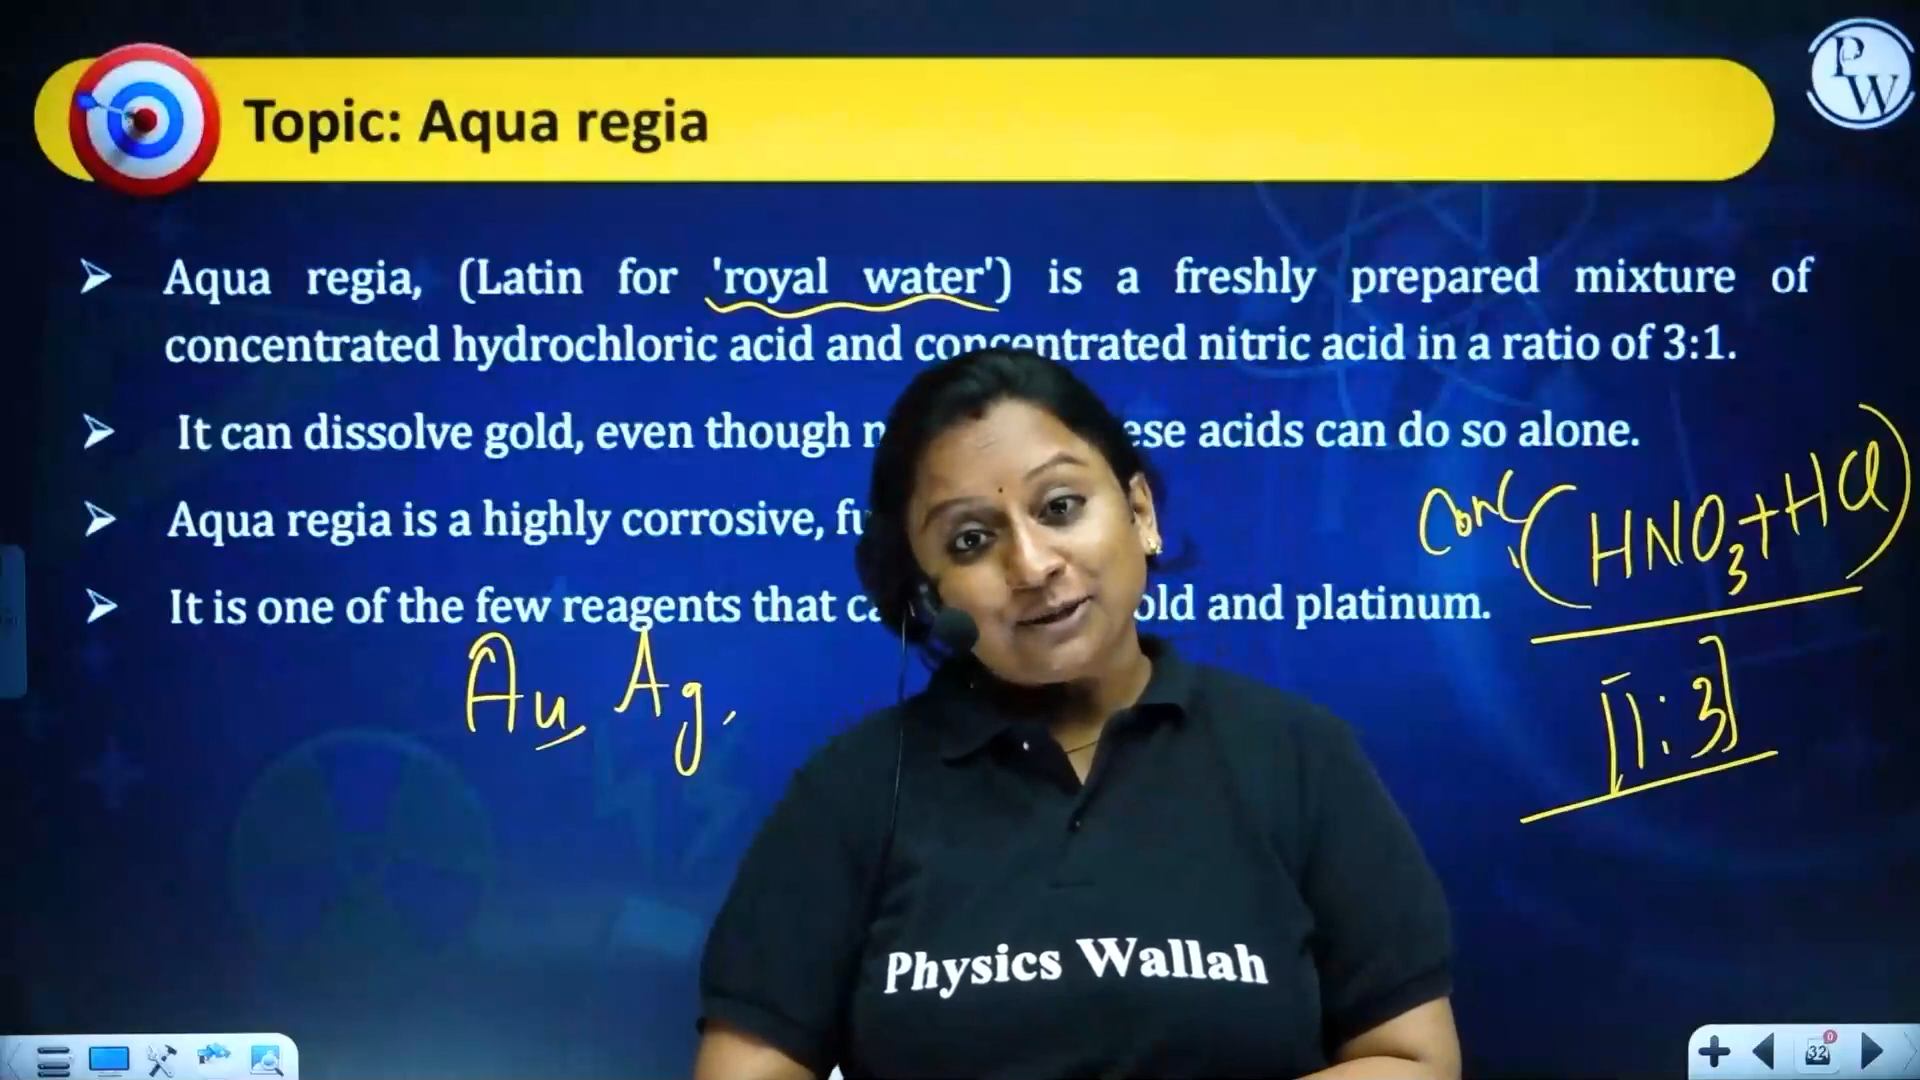 PW
Topic: Aqua regia
Aqua regia, (Latin for 'royal water') is a freshly prepared mixture of
concentrated hydrochloric acid and concentrated nitric acid in a ratio of 3:1.
It can dissolve gold, even though n ese acids can do so alone.
Aqua regia is a highly corrosive, fu
It is one of the few reagents that ca old and platinum.
Conc (HNO3+HCl)
[1:3]
Au, Ag,
Physics Wallah
32
0